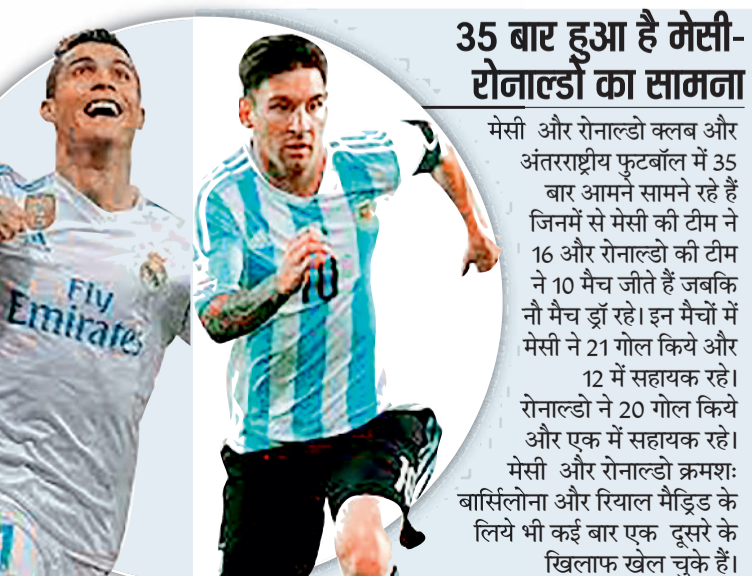 35 बार हुआ है मेसी-
रोनाल्डो का सामना
मेसी और रोनाल्डो क्लब और
अंतरराष्ट्रीय फुटबॉल में 35
बार आमने सामने रहे हैं
जिनमें से मेसी की टीम ने
16 और रोनाल्डो की टीम
ने 10 मैच जीते हैं जबकि
नौ मैच ड्रॉ रहे। इन मैचों में
मेसी ने 21 गोल किये और
12 में सहायक रहे।
रोनाल्डो ने 20 गोल किये
और एक में सहायक रहे।
मेसी और रोनाल्डो क्रमशः
बार्सिलोना और रियाल मैड्रिड के
लिये भी कई बार एक दूसरे के
खिलाफ खेल चुके हैं।
Fly
Emirates
10